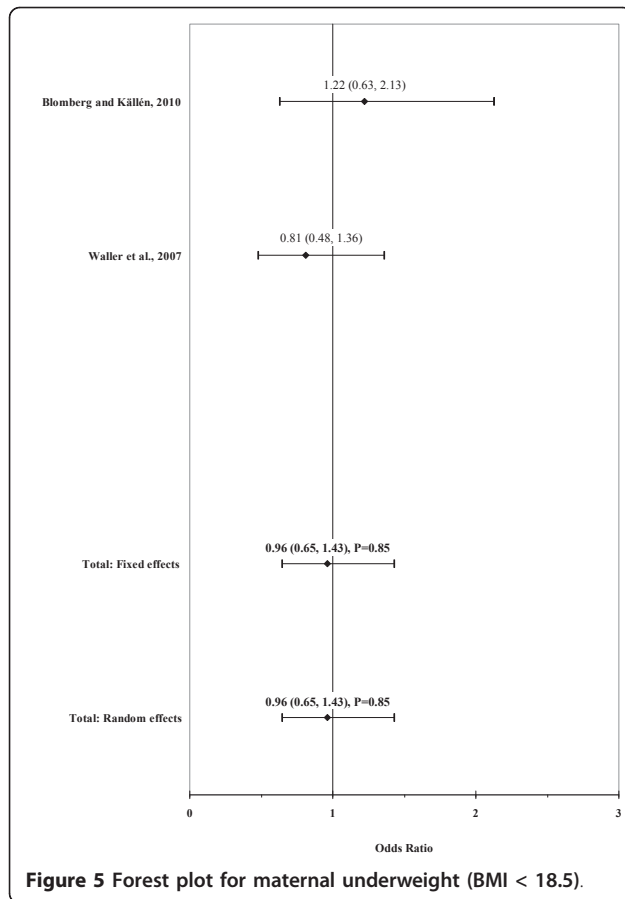 1.22 (0.63, 2.13)
Blomberg and Källén, 2010
0.81 (0.48, 1.36)
Waller et al., 2007
0.96 (0.65, 1.43), P=0.85
Total: Fixed effects
0.96 (0.65, 1.43), P=0.85
Total: Random effects
0 1 2 3
Odds Ratio
Figure 5 Forest plot for maternal underweight (BMI < 18.5).